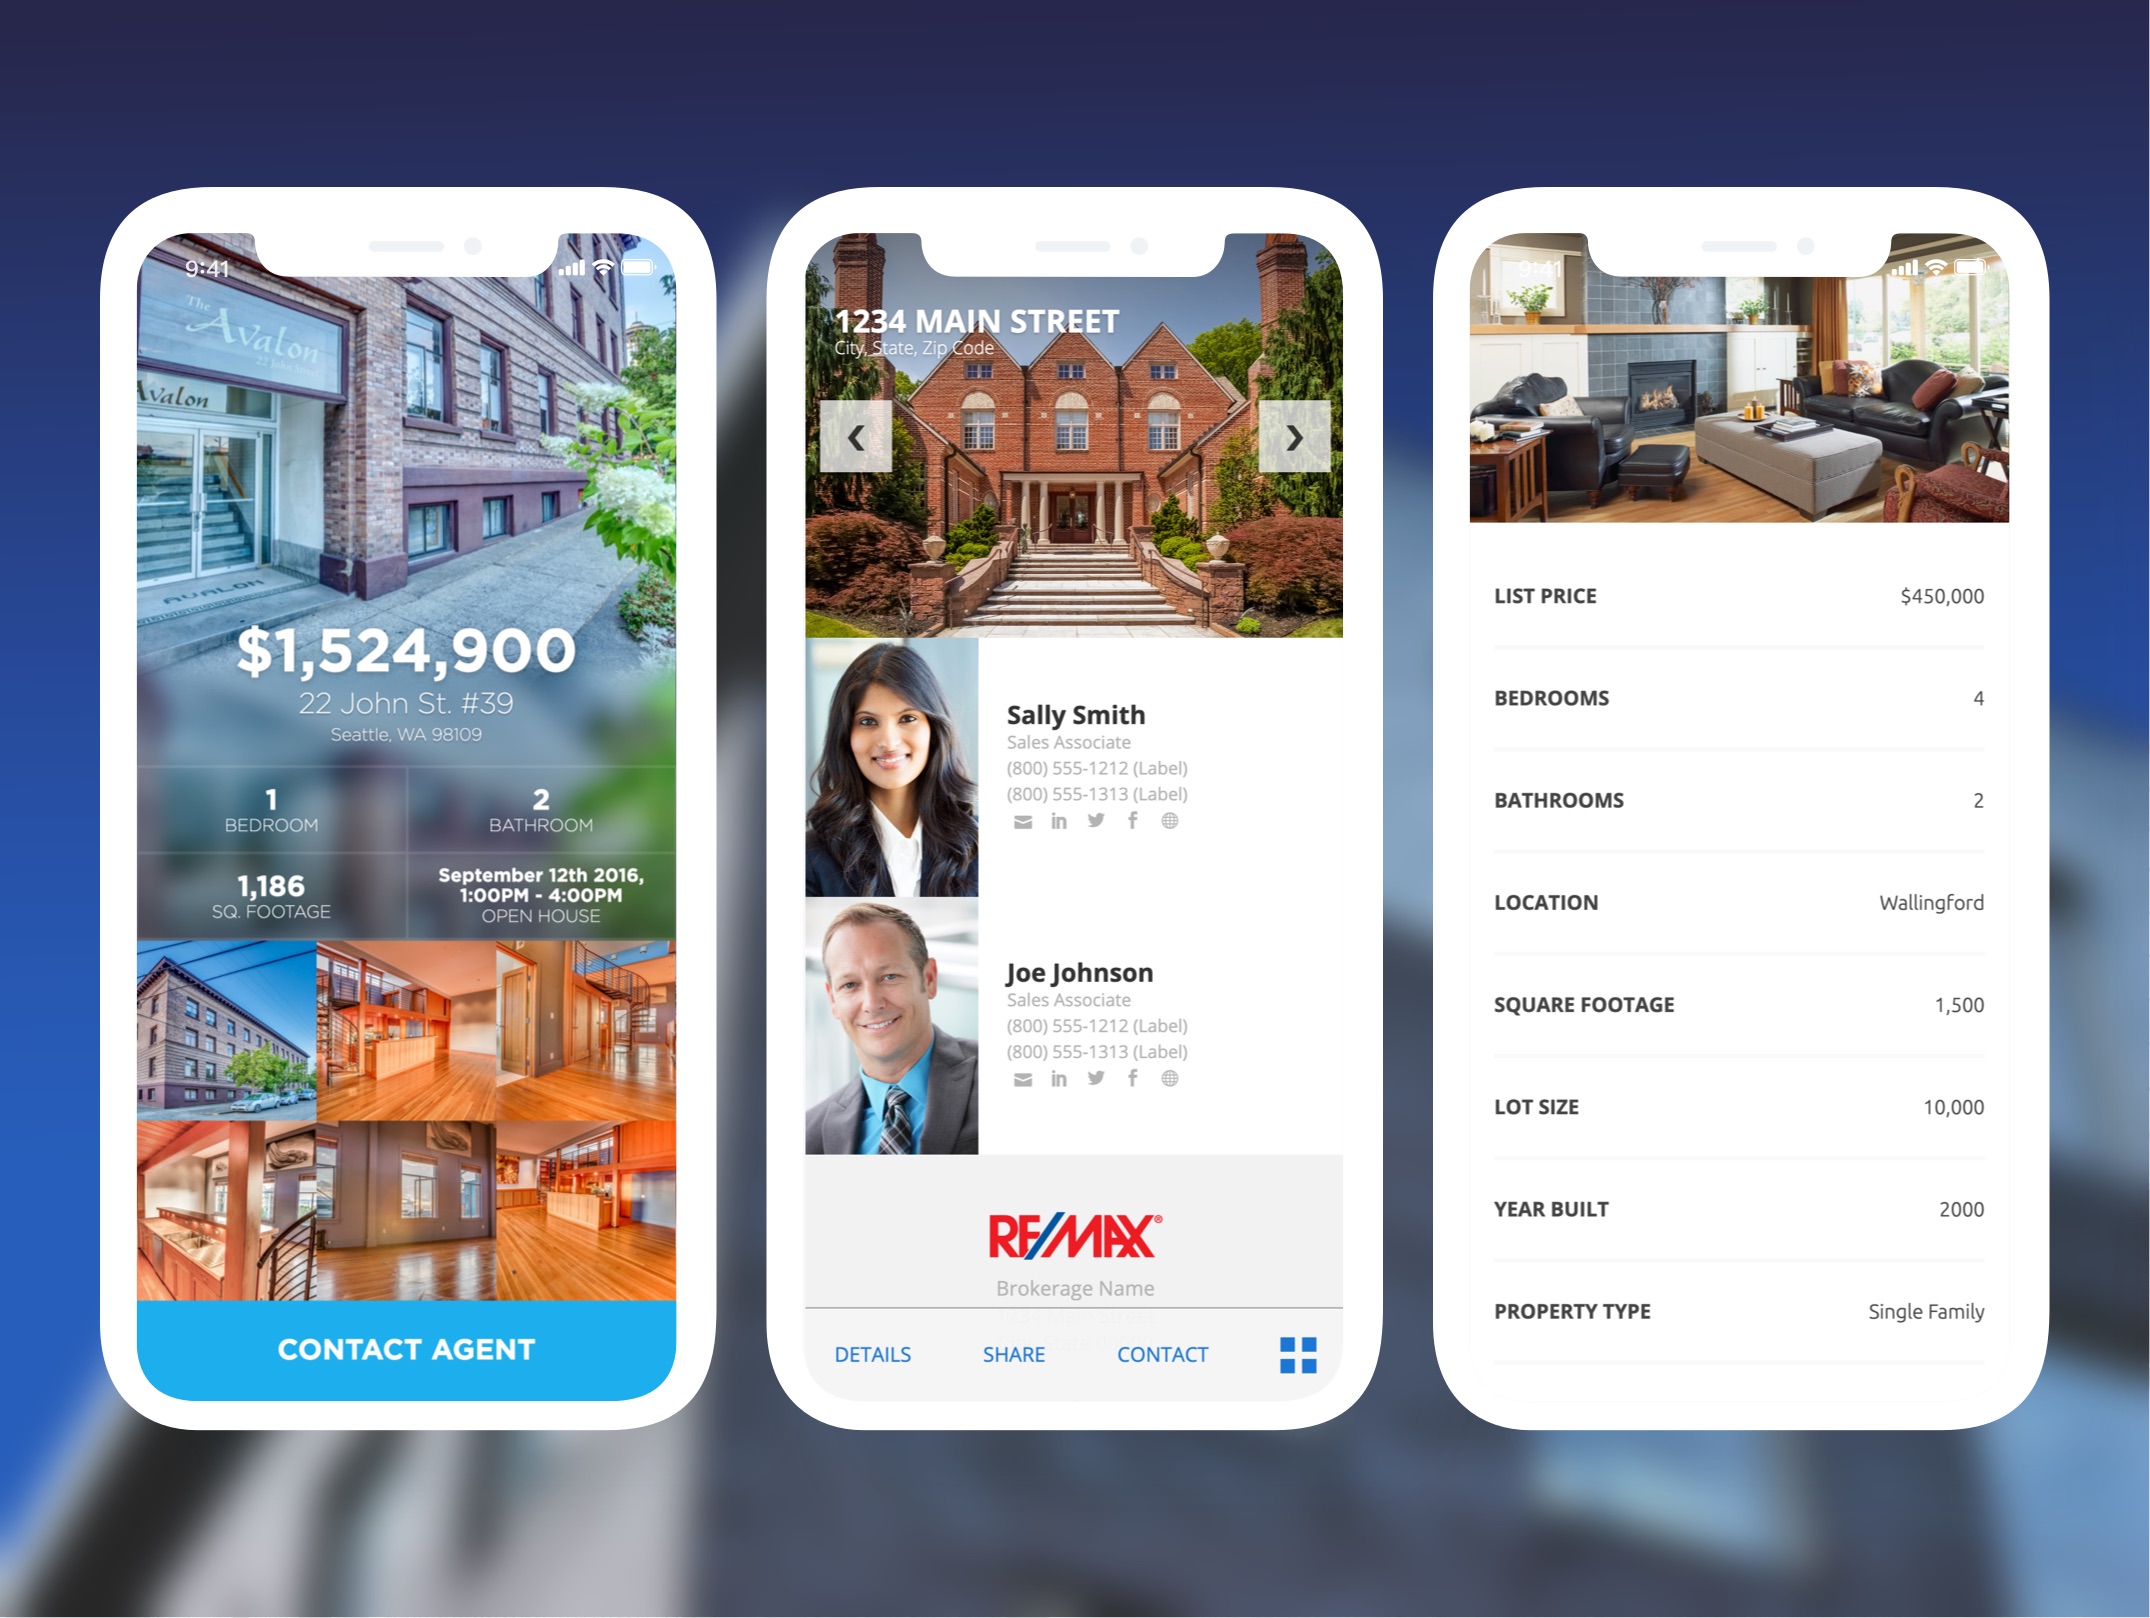 9:41
The
Avalon
22 John Street
Avalon
AVALON
$1,524,900
22 John St. #39
Seattle, WA 98109
1
BEDROOM
2
BATHROOM
1,186
SQ. FOOTAGE
September 12th 2016,
1:00PM - 4:00PM
OPEN HOUSE
CONTACT AGENT
1234 MAIN STREET
City, State, Zip Code
Sally Smith
Sales Associate
(800) 555-1212 (Label)
(800) 555-1313 (Label)
Joe Johnson
Sales Associate
(800) 555-1212 (Label)
(800) 555-1313 (Label)
RE/MAX®
Brokerage Name
DETAILS SHARE CONTACT
9:41
LIST PRICE $450,000
BEDROOMS 4
BATHROOMS 2
LOCATION Wallingford
SQUARE FOOTAGE 1,500
LOT SIZE 10,000
YEAR BUILT 2000
PROPERTY TYPE Single Family